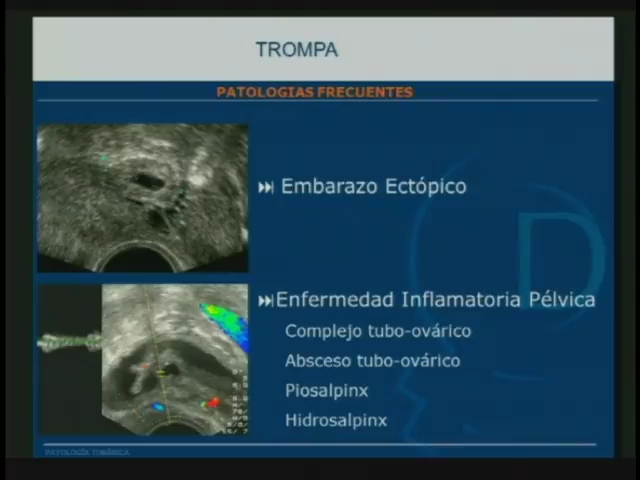 TROMPA
PATOLOGIAS FRECUENTES
Embarazo Ectópico
Enfermedad Inflamatoria Pélvica
Complejo tubo-ovárico
Absceso tubo-ovárico
Piosalpinx
Hidrosalpinx
PATOLOGÍA TUBÁRICA